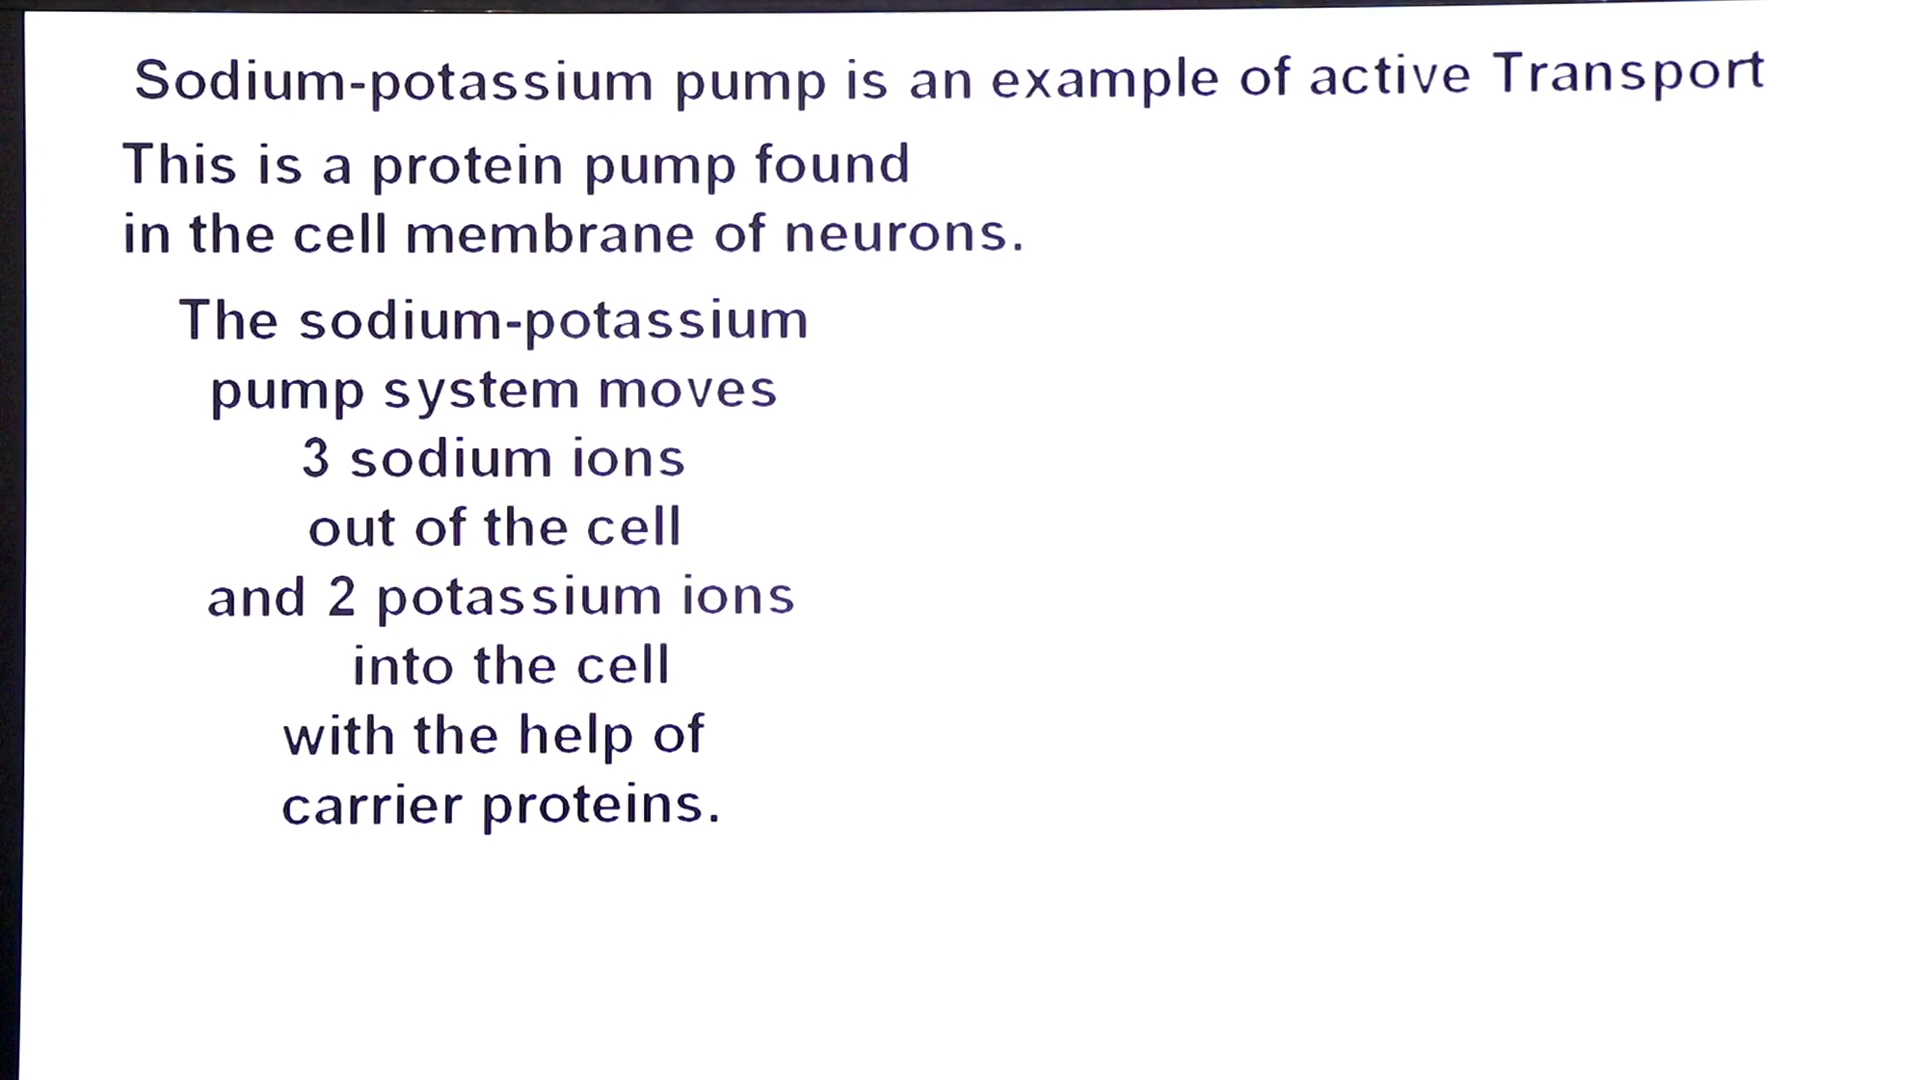 Sodium-potassium pump is an example of active Transport
This is a protein pump found
in the cell membrane of neurons.
The sodium-potassium
pump system moves
3 sodium ions
out of the cell
and 2 potassium ions
into the cell
with the help of
carrier proteins.